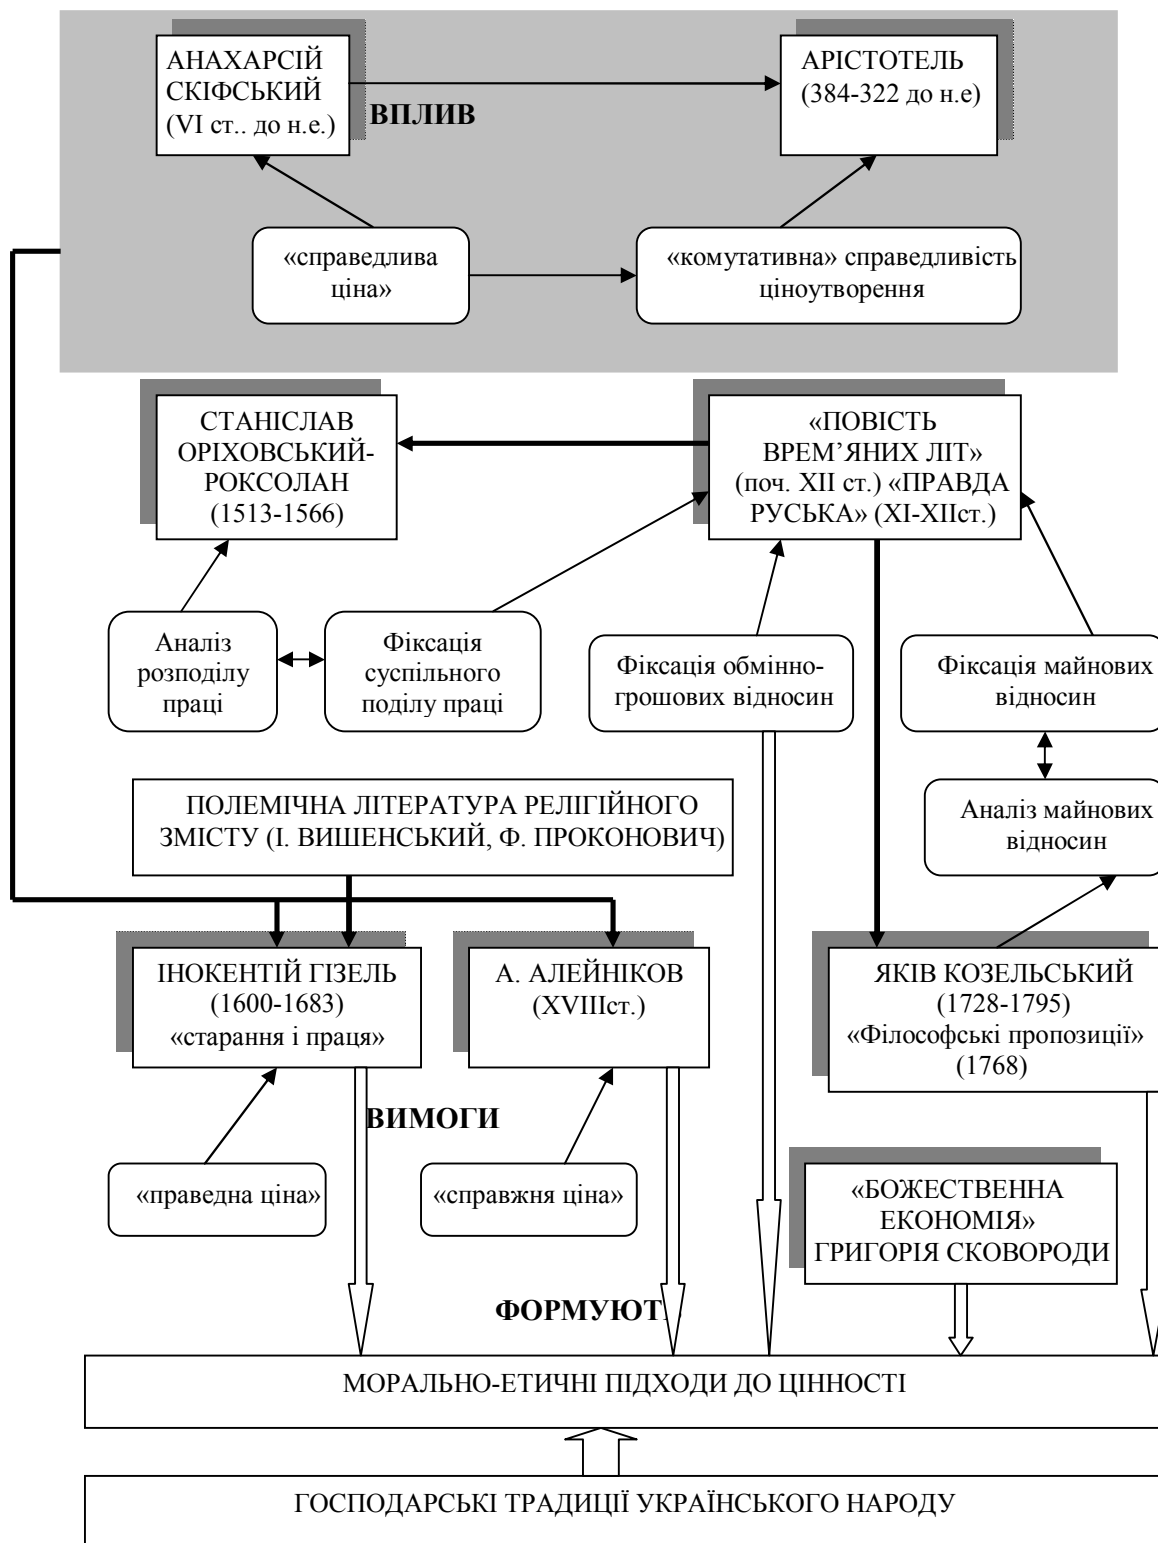 АНАХАРСІЙ
СКІФСЬКИЙ
(VI ст.. до н.е.)
ВПЛИВ
АРІСТОТЕЛЬ
(384-322 до н.е)
«справедлива
ціна»
«комутативна» справедливість
ціноутворення
СТАНІСЛАВ
ОРІХОВСЬКИЙ-
РОКСОЛАН
(1513-1566)
«ПОВІСТЬ
ВРЕМ’ЯНИХ ЛІТ»
(поч. XII ст.) «ПРАВДА
РУСЬКА» (XI-XIIст.)
Аналіз
розподілу
праці
Фіксація
суспільного
поділу праці
Фіксація обмінно-
грошових відносин
Фіксація майнових
відносин
Аналіз майнових
відносин
ПОЛЕМІЧНА ЛІТЕРАТУРА РЕЛІГІЙНОГО
ЗМІСТУ (І. ВИШЕНСЬКИЙ, Ф. ПРОКОНОВИЧ)
ІНОКЕНТІЙ ГІЗЕЛЬ
(1600-1683)
«старання і праця»
А. АЛЕЙНІКОВ
(XVIIIст.)
ЯКІВ КОЗЕЛЬСЬКИЙ
(1728-1795)
«Філософські пропозиції»
(1768)
ВИМОГИ
«праведна ціна»
«справжня ціна»
«БОЖЕСТВЕННА
ЕКОНОМІЯ»
ГРИГОРІЯ СКОВОРОДИ
ФОРМУЮТ
МОРАЛЬНО-ЕТИЧНІ ПІДХОДИ ДО ЦІННОСТІ
ГОСПОДАРСЬКІ ТРАДИЦІЇ УКРАЇНСЬКОГО НАРОДУ